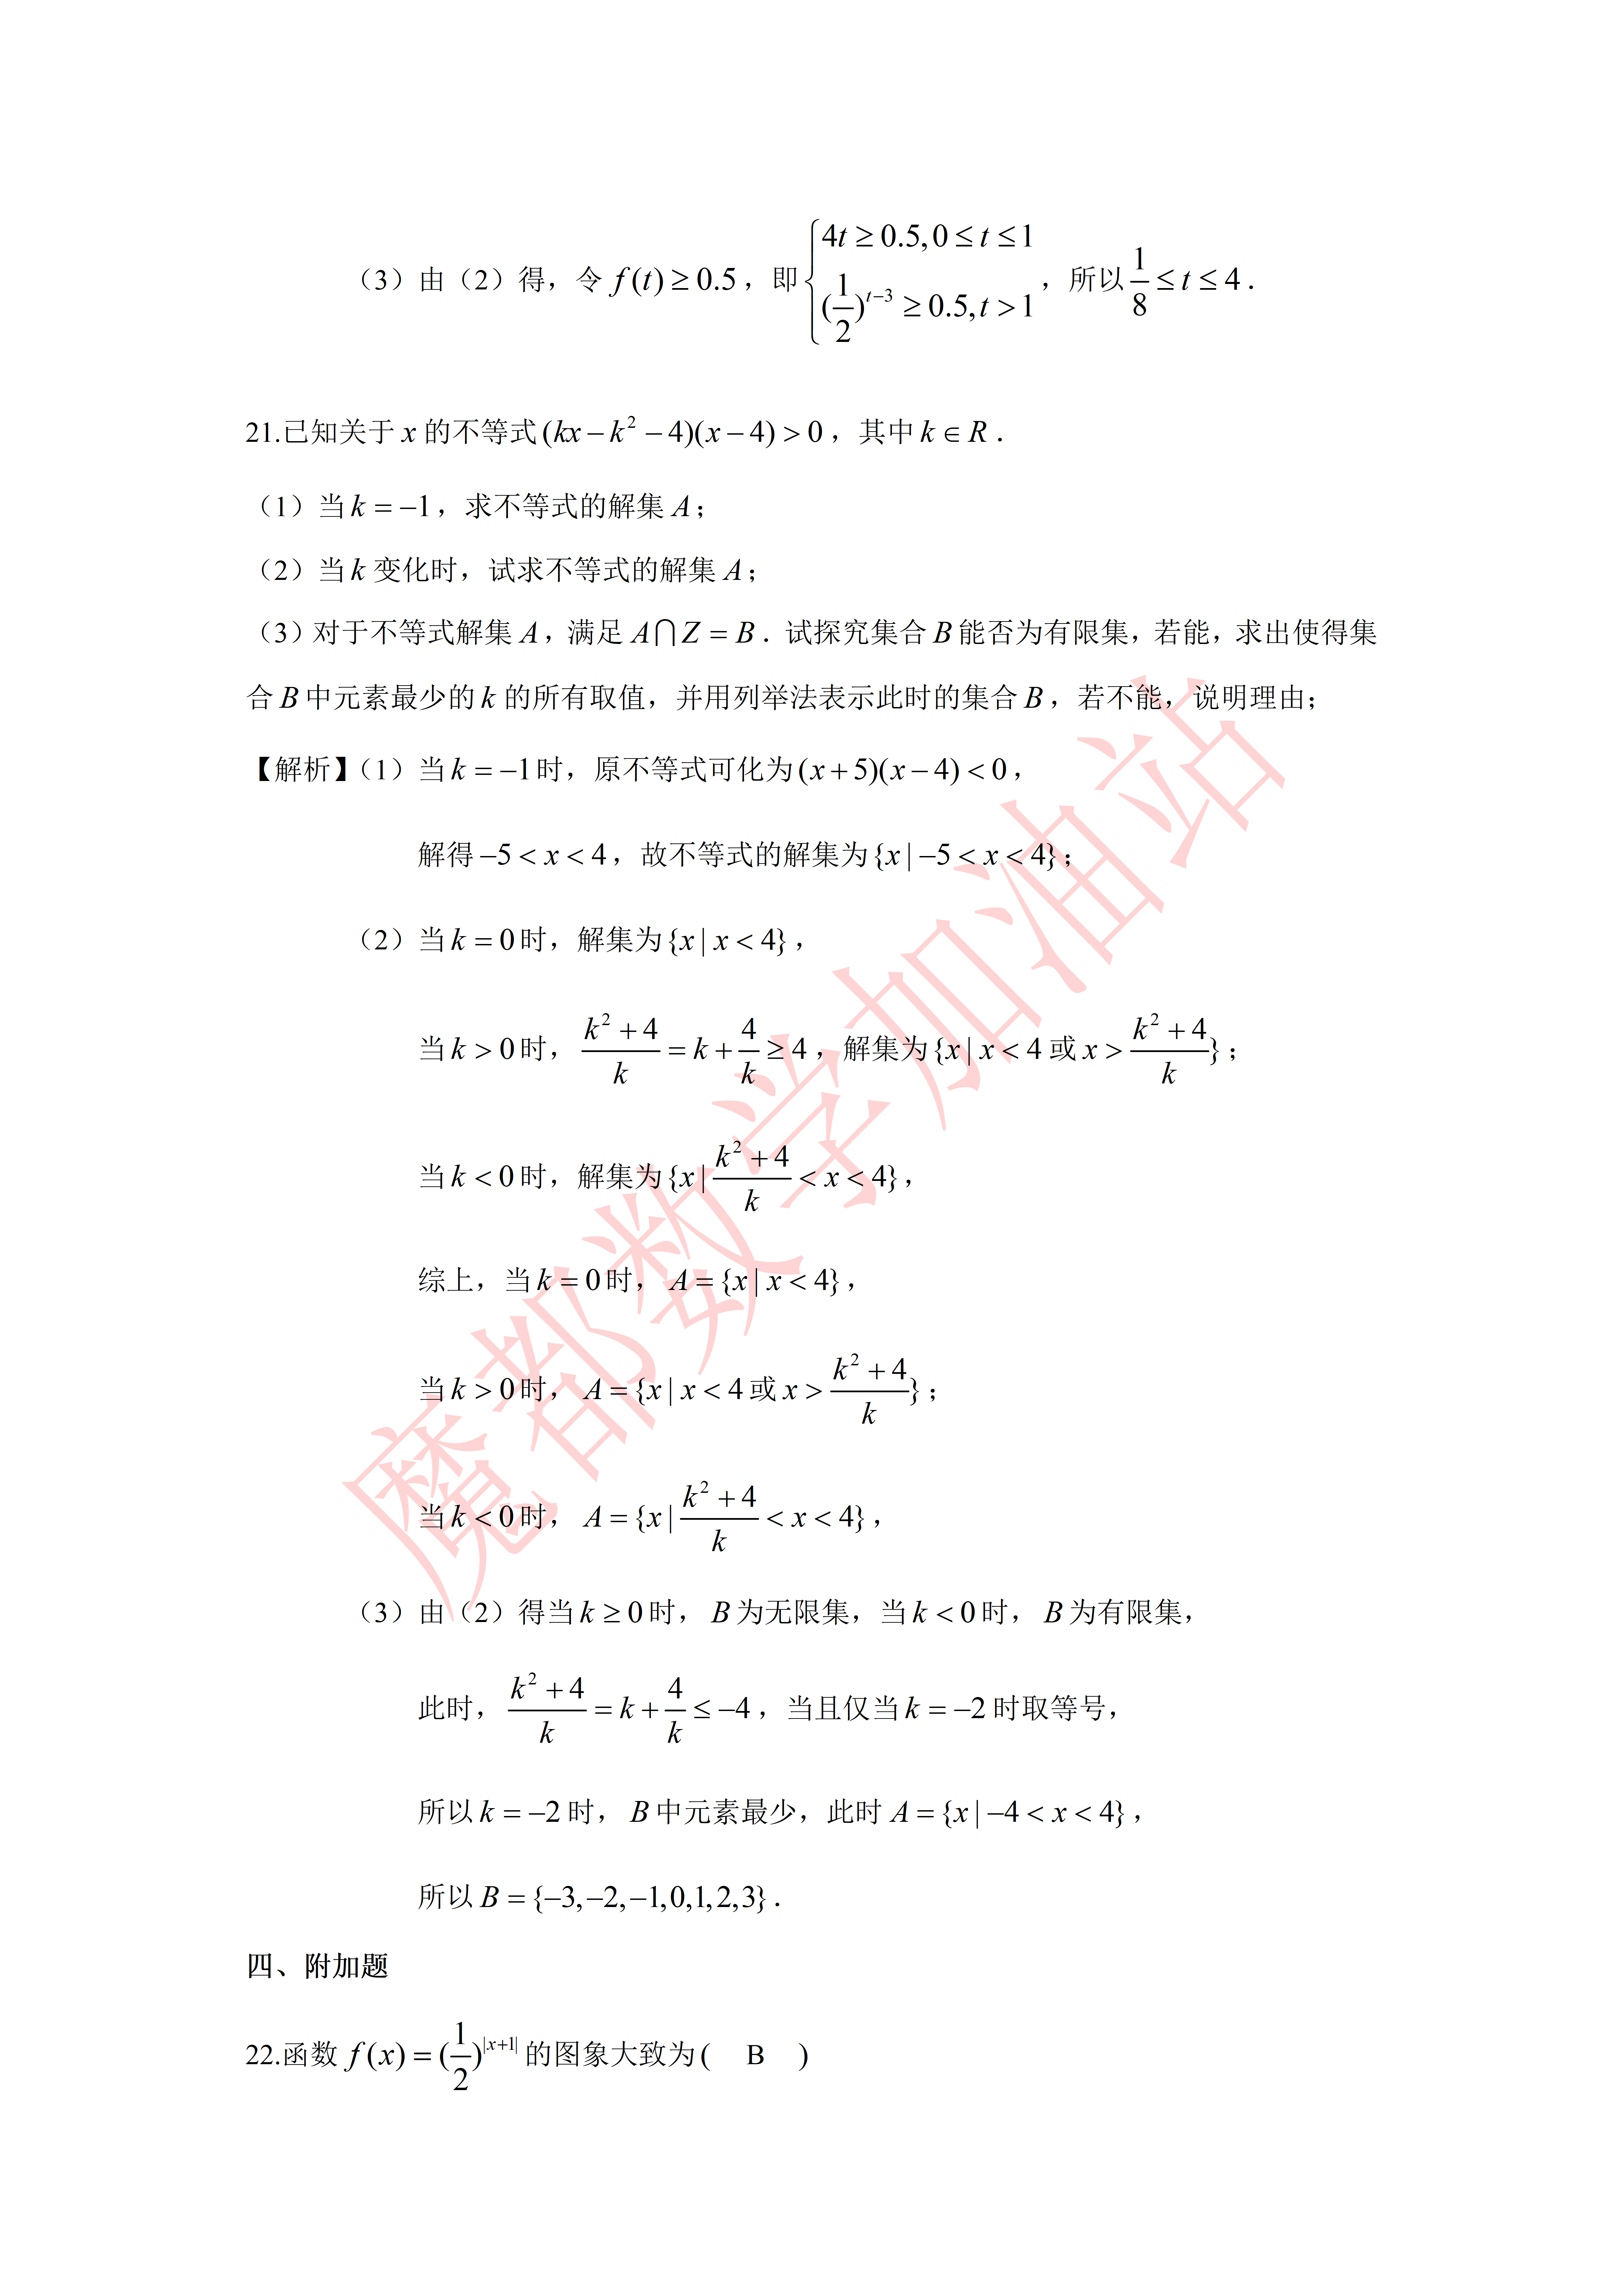 （3）由（2）得，令 f(t) ≥ 0.5，即 { 4t ≥ 0.5, 0 ≤ t ≤ 1
(1/2)^{t−3} ≥ 0.5, t > 1 ，所以 1/8 ≤ t ≤ 4．
21.已知关于 x 的不等式 (kx − k² − 4)(x − 4) > 0，其中 k ∈ R．
（1）当 k = −1，求不等式的解集 A；
（2）当 k 变化时，试求不等式的解集 A；
（3）对于不等式解集 A，满足 A⋂Z = B．试探究集合 B 能否为有限集，若能，求出使得集
合 B 中元素最少的 k 的所有取值，并用列举法表示此时的集合 B，若不能，说明理由；
【解析】（1）当 k = −1时，原不等式可化为 (x + 5)(x − 4) < 0，
解得 −5 < x < 4，故不等式的解集为 {x | −5 < x < 4}；
（2）当 k = 0时，解集为 {x | x < 4}，
当 k > 0时，(k² + 4)/k = k + 4/k ≥ 4，解集为 {x | x < 4 或 x > (k² + 4)/k}；
当 k < 0时，解集为 {x | (k² + 4)/k < x < 4}，
综上，当 k = 0时，A = {x | x < 4}，
当 k > 0时，A = {x | x < 4 或 x > (k² + 4)/k}；
当 k < 0时，A = {x | (k² + 4)/k < x < 4}，
（3）由（2）得当 k ≥ 0时，B 为无限集，当 k < 0时，B 为有限集，
此时，(k² + 4)/k = k + 4/k ≤ −4，当且仅当 k = −2 时取等号，
所以 k = −2 时，B 中元素最少，此时 A = {x | −4 < x < 4}，
所以 B = {−3, −2, −1, 0, 1, 2, 3}．
四、附加题
22.函数 f(x) = (1/2)^{|x+1|} 的图象大致为( B )
魔都数学加油站